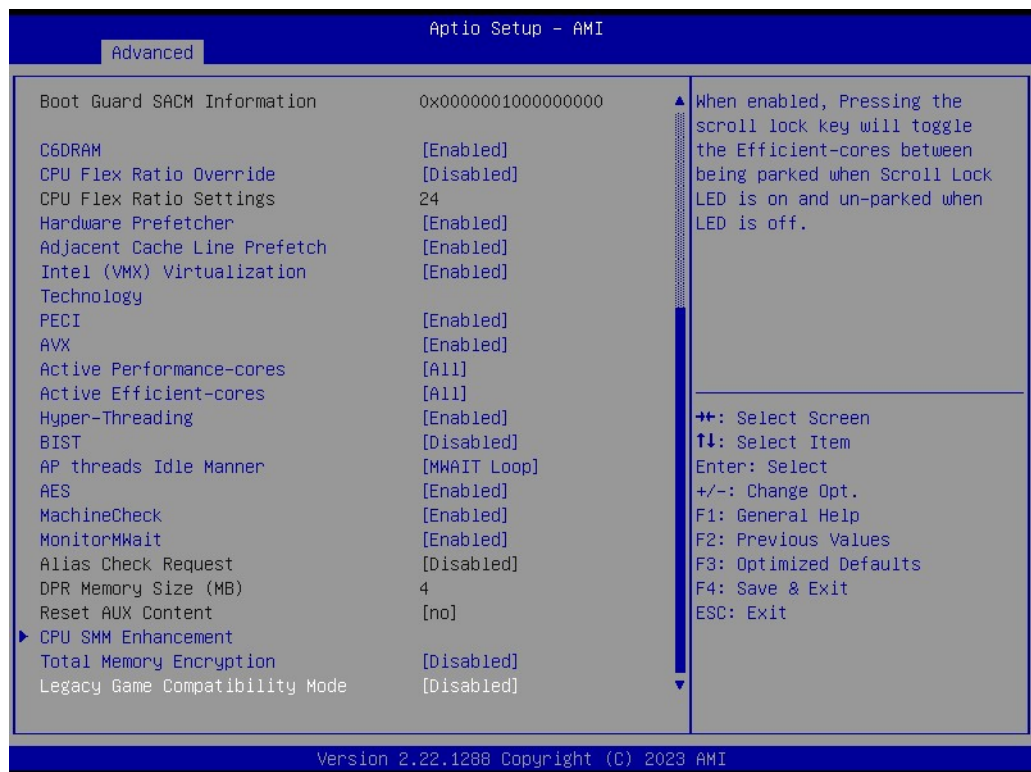 Aptio Setup – AMI
Advanced
Boot Guard SACM Information 0x0000001000000000
C6DRAM [Enabled]
CPU Flex Ratio Override [Disabled]
CPU Flex Ratio Settings 24
Hardware Prefetcher [Enabled]
Adjacent Cache Line Prefetch [Enabled]
Intel (VMX) Virtualization [Enabled]
Technology
PECI [Enabled]
AVX [Enabled]
Active Performance-cores [All]
Active Efficient-cores [All]
Hyper-Threading [Enabled]
BIST [Disabled]
AP threads Idle Manner [MWAIT Loop]
AES [Enabled]
MachineCheck [Enabled]
MonitorMWait [Enabled]
Alias Check Request [Disabled]
DPR Memory Size (MB) 4
Reset AUX Content [no]
CPU SMM Enhancement
Total Memory Encryption [Disabled]
Legacy Game Compatibility Mode [Disabled]
When enabled, Pressing the
scroll lock key will toggle
the Efficient-cores between
being parked when Scroll Lock
LED is on and un-parked when
LED is off.
→←: Select Screen
↑↓: Select Item
Enter: Select
+/-: Change Opt.
F1: General Help
F2: Previous Values
F3: Optimized Defaults
F4: Save & Exit
ESC: Exit
Version 2.22.1288 Copyright (C) 2023 AMI